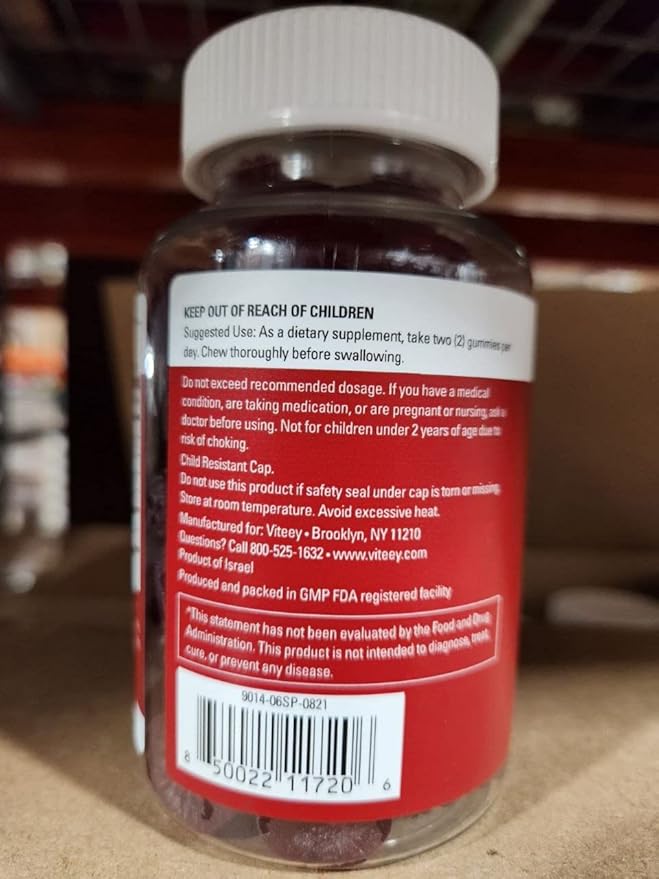 KEEP OUT OF REACH OF CHILDREN
Suggested Use: As a dietary supplement, take two (2) gummies per
day. Chew thoroughly before swallowing.
Do not exceed recommended dosage. If you have a medical
condition, are taking medication, or are pregnant or nursing, ask a
doctor before using. Not for children under 2 years of age due to
risk of choking.
Child Resistant Cap.
Do not use this product if safety seal under cap is torn or missing.
Store at room temperature. Avoid excessive heat.
Manufactured for: Viteey • Brooklyn, NY 11210
Questions? Call 800-525-1632 • www.viteey.com
Product of Israel
Produced and packed in GMP FDA registered facility
*This statement has not been evaluated by the Food and Drug
Administration. This product is not intended to diagnose, treat,
cure, or prevent any disease.
9014-06SP-0821
8 50022 11720 6